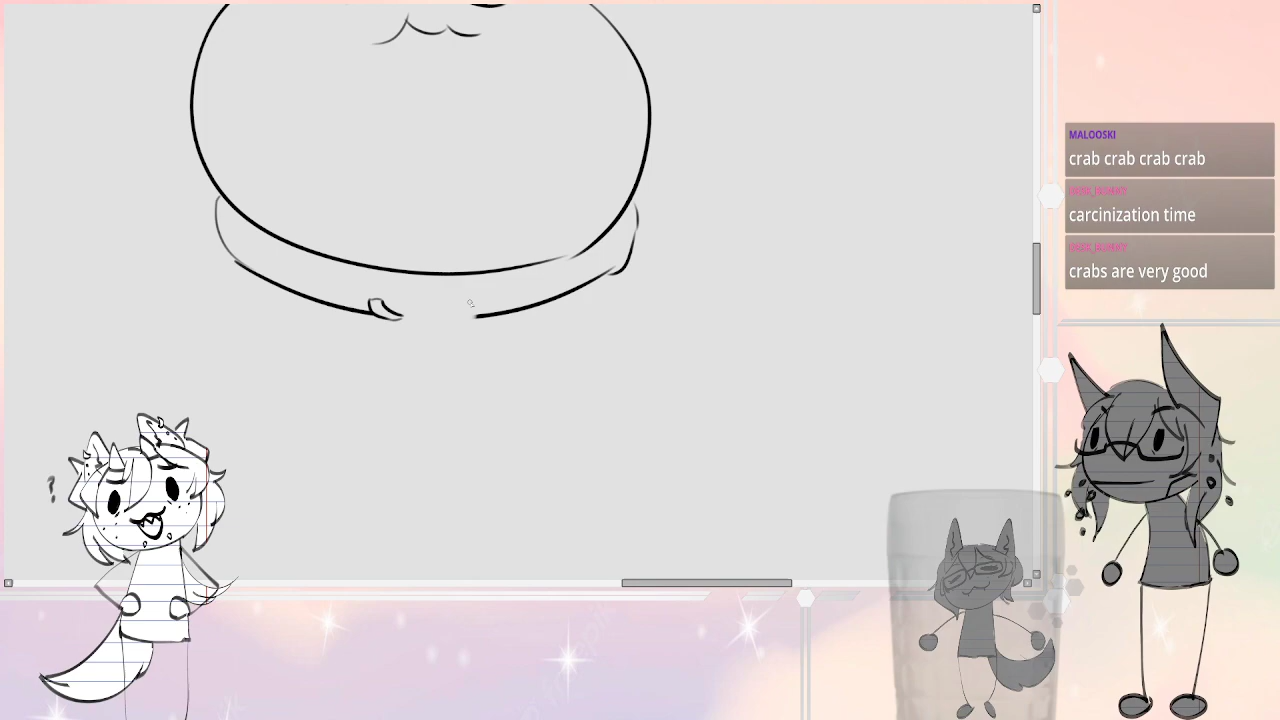 MALOOSKI
crab crab crab crab
carcinization time
crabs are very good
?